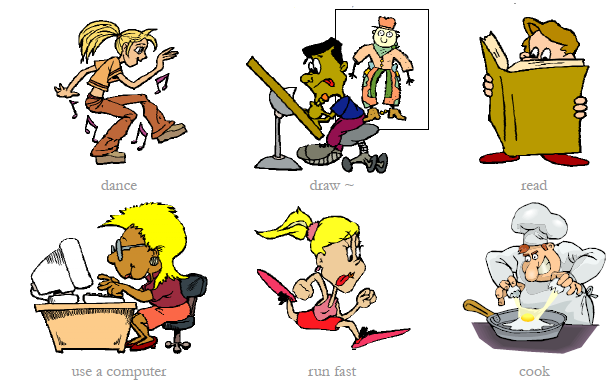 dance
draw ~
read
use a computer
run fast
cook